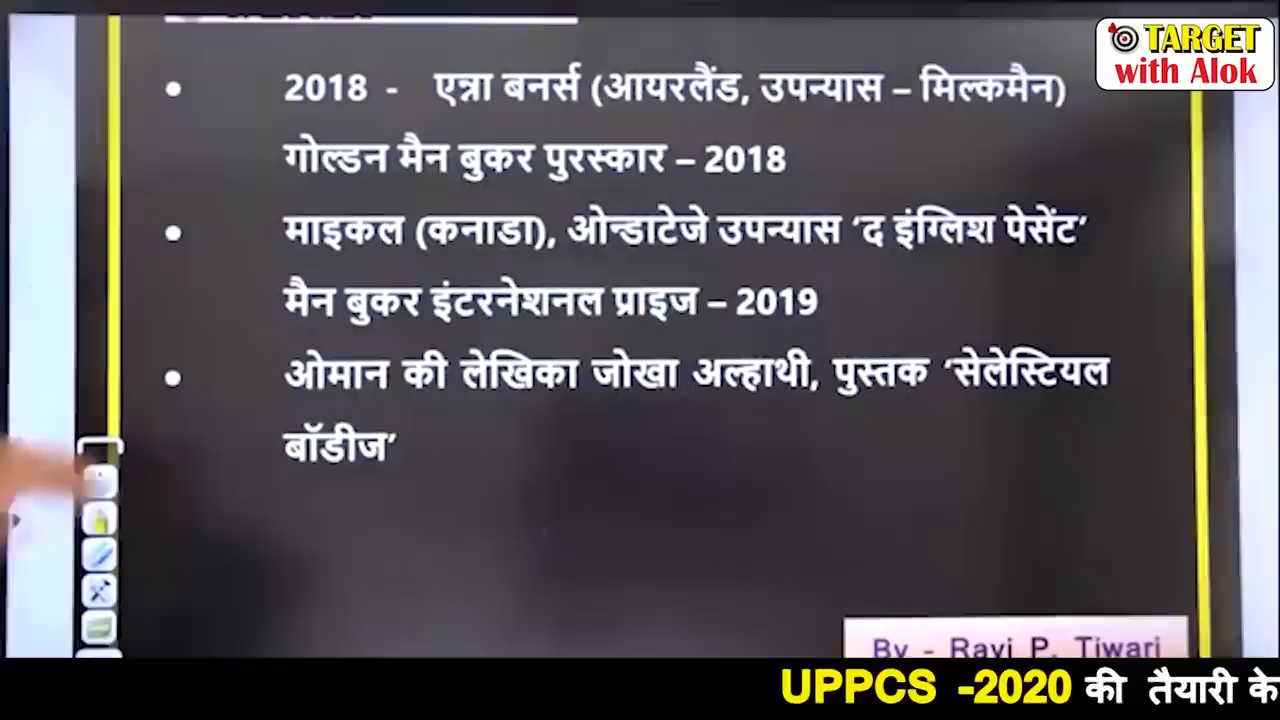 TARGET
with Alok
2018 - एन्ना बनर्स (आयरलैंड, उपन्यास – मिल्कमैन)
गोल्डन मैन बुकर पुरस्कार – 2018
माइकल (कनाडा), ओन्डाटेजे उपन्यास ‘द इंग्लिश पेसेंट’
मैन बुकर इंटरनेशनल प्राइज – 2019
ओमान की लेखिका जोखा अल्हाथी, पुस्तक ‘सेलेस्टियल
बॉडीज’
By - Ravi P. Tiwari
UPPCS -2020 की तैयारी के